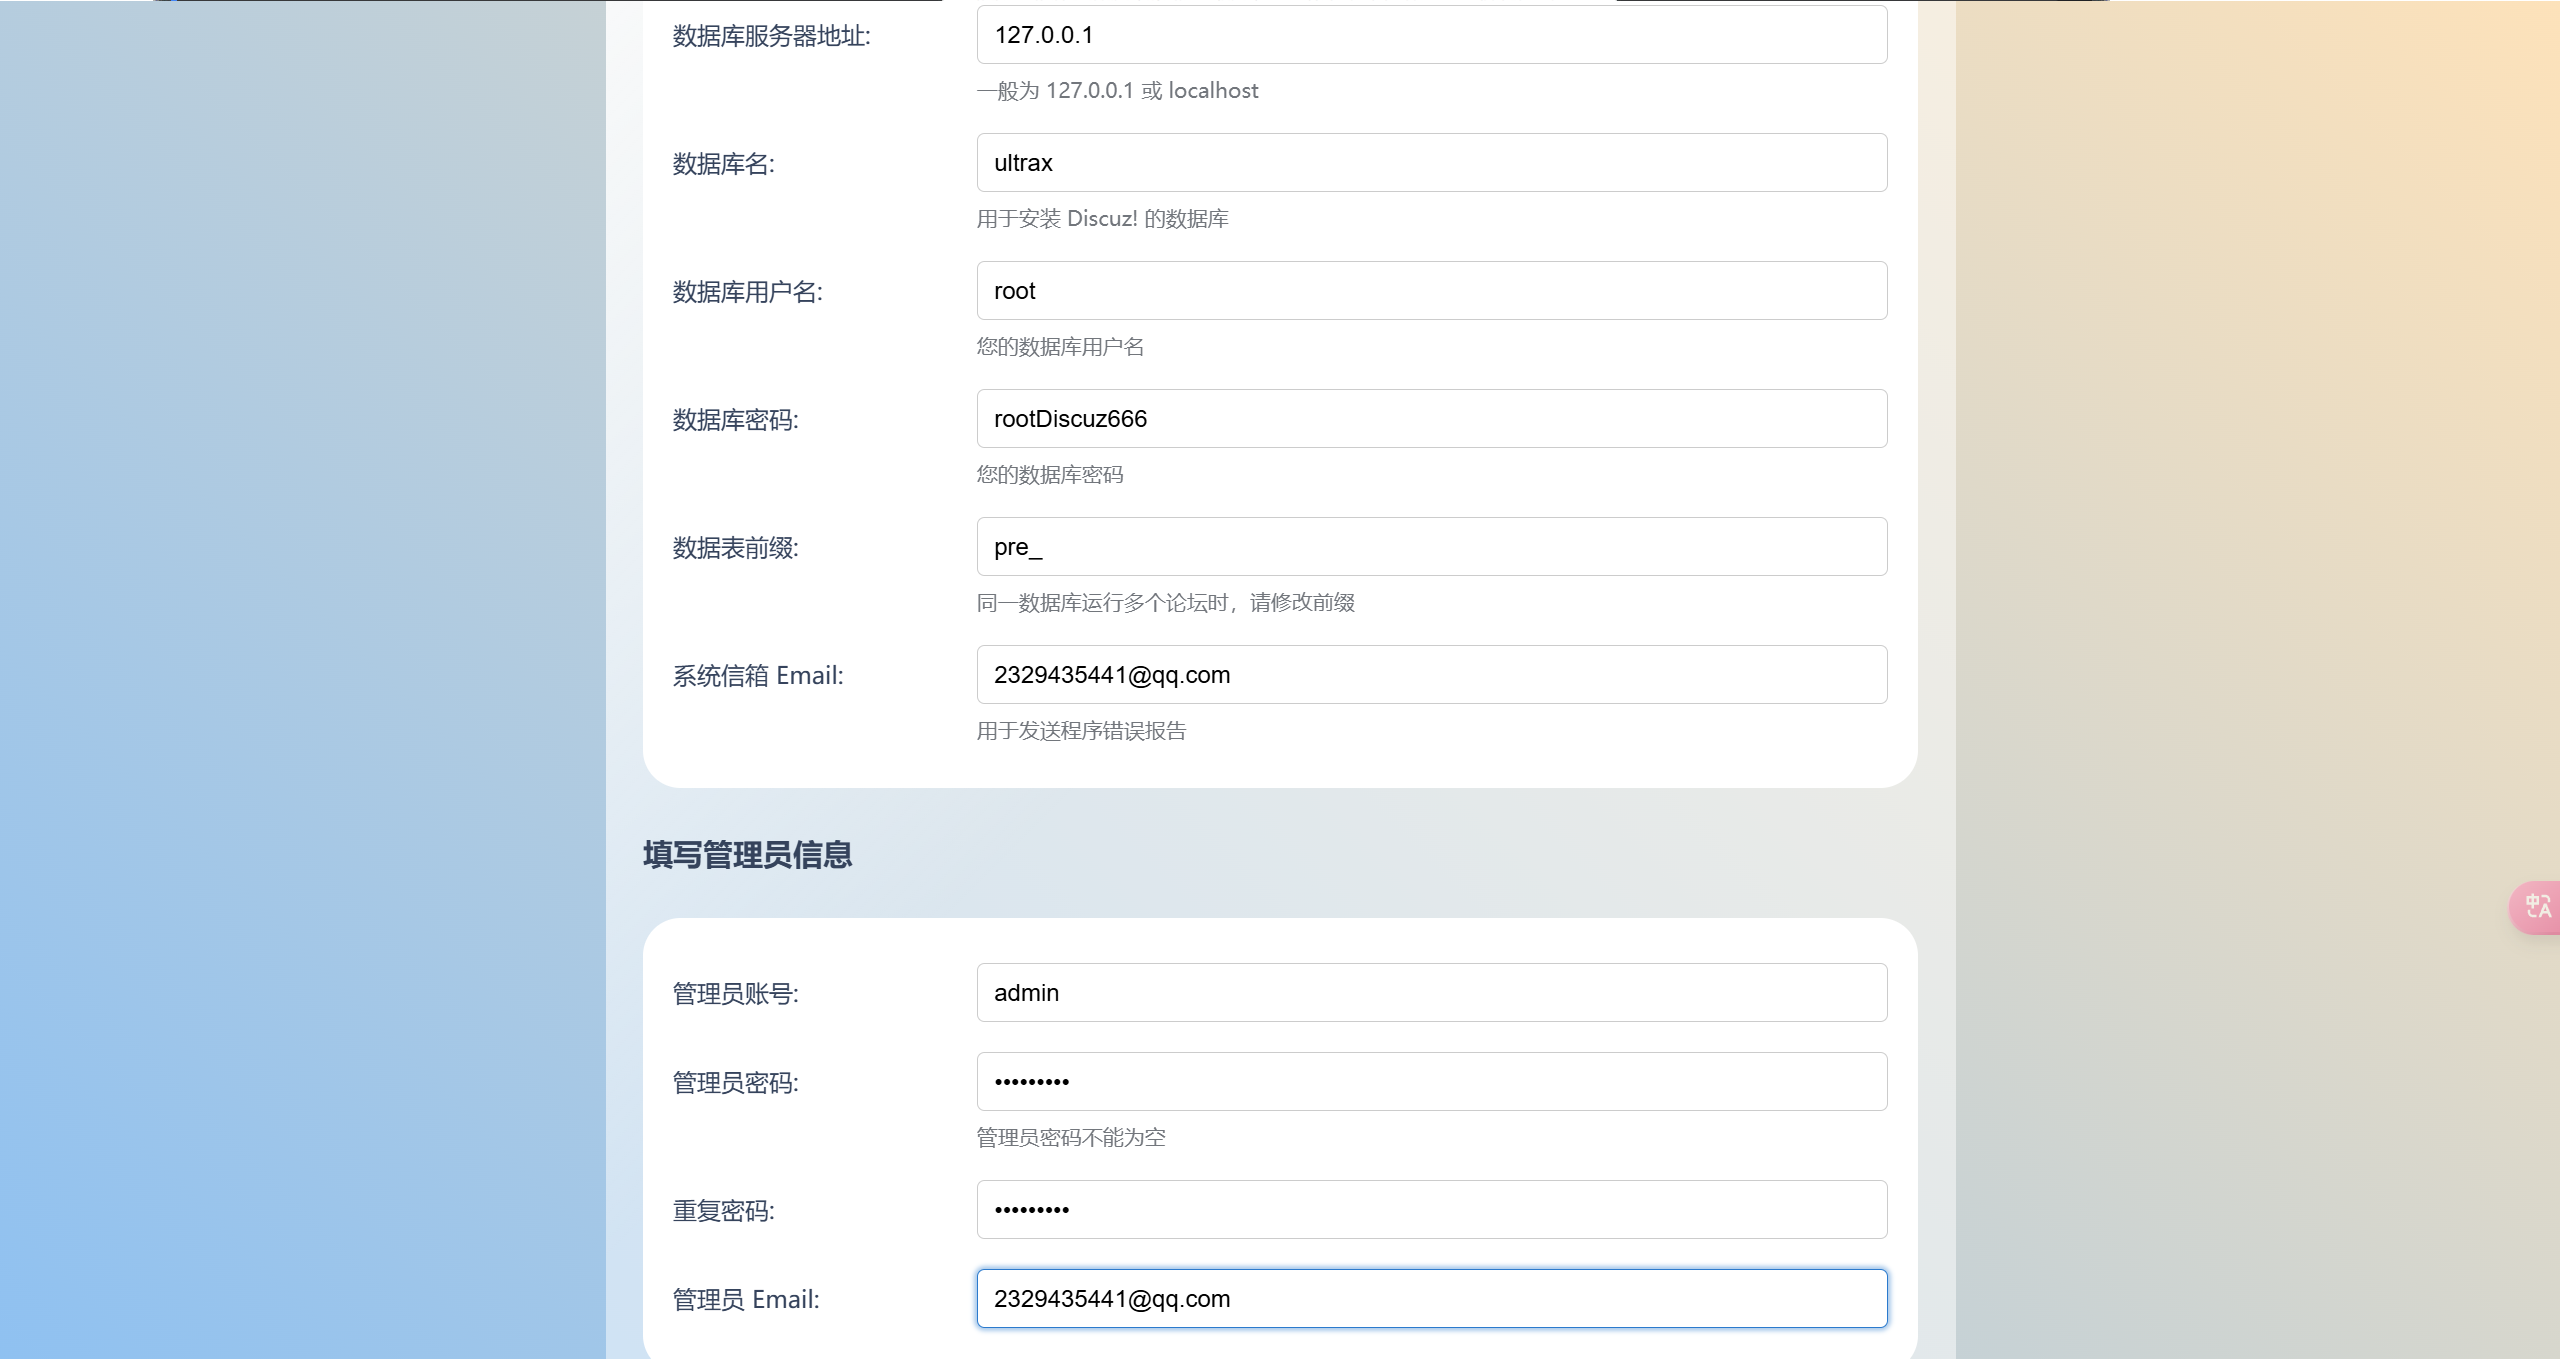 数据库服务器地址:
127.0.0.1
一般为 127.0.0.1 或 localhost
数据库名:
ultrax
用于安装 Discuz! 的数据库
数据库用户名:
root
您的数据库用户名
数据库密码:
rootDiscuz666
您的数据库密码
数据表前缀:
pre_
同一数据库运行多个论坛时，请修改前缀
系统信箱 Email:
2329435441@qq.com
用于发送程序错误报告
填写管理员信息
管理员账号:
admin
管理员密码:
•••••••••
管理员密码不能为空
重复密码:
•••••••••
管理员 Email:
2329435441@qq.com